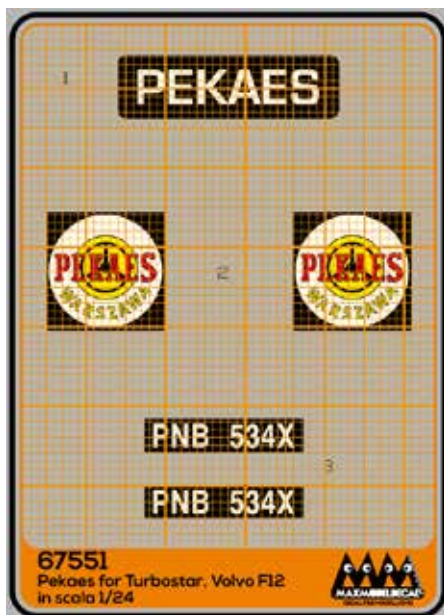 1
PEKAES
PEKAES
WARSZAWA
PEKAES
WARSZAWA
2
PNB 534X
3
PNB 534X
67551
Pekaes for Turbostar, Volvo F12
in scala 1/24
MAXMODELDECAL